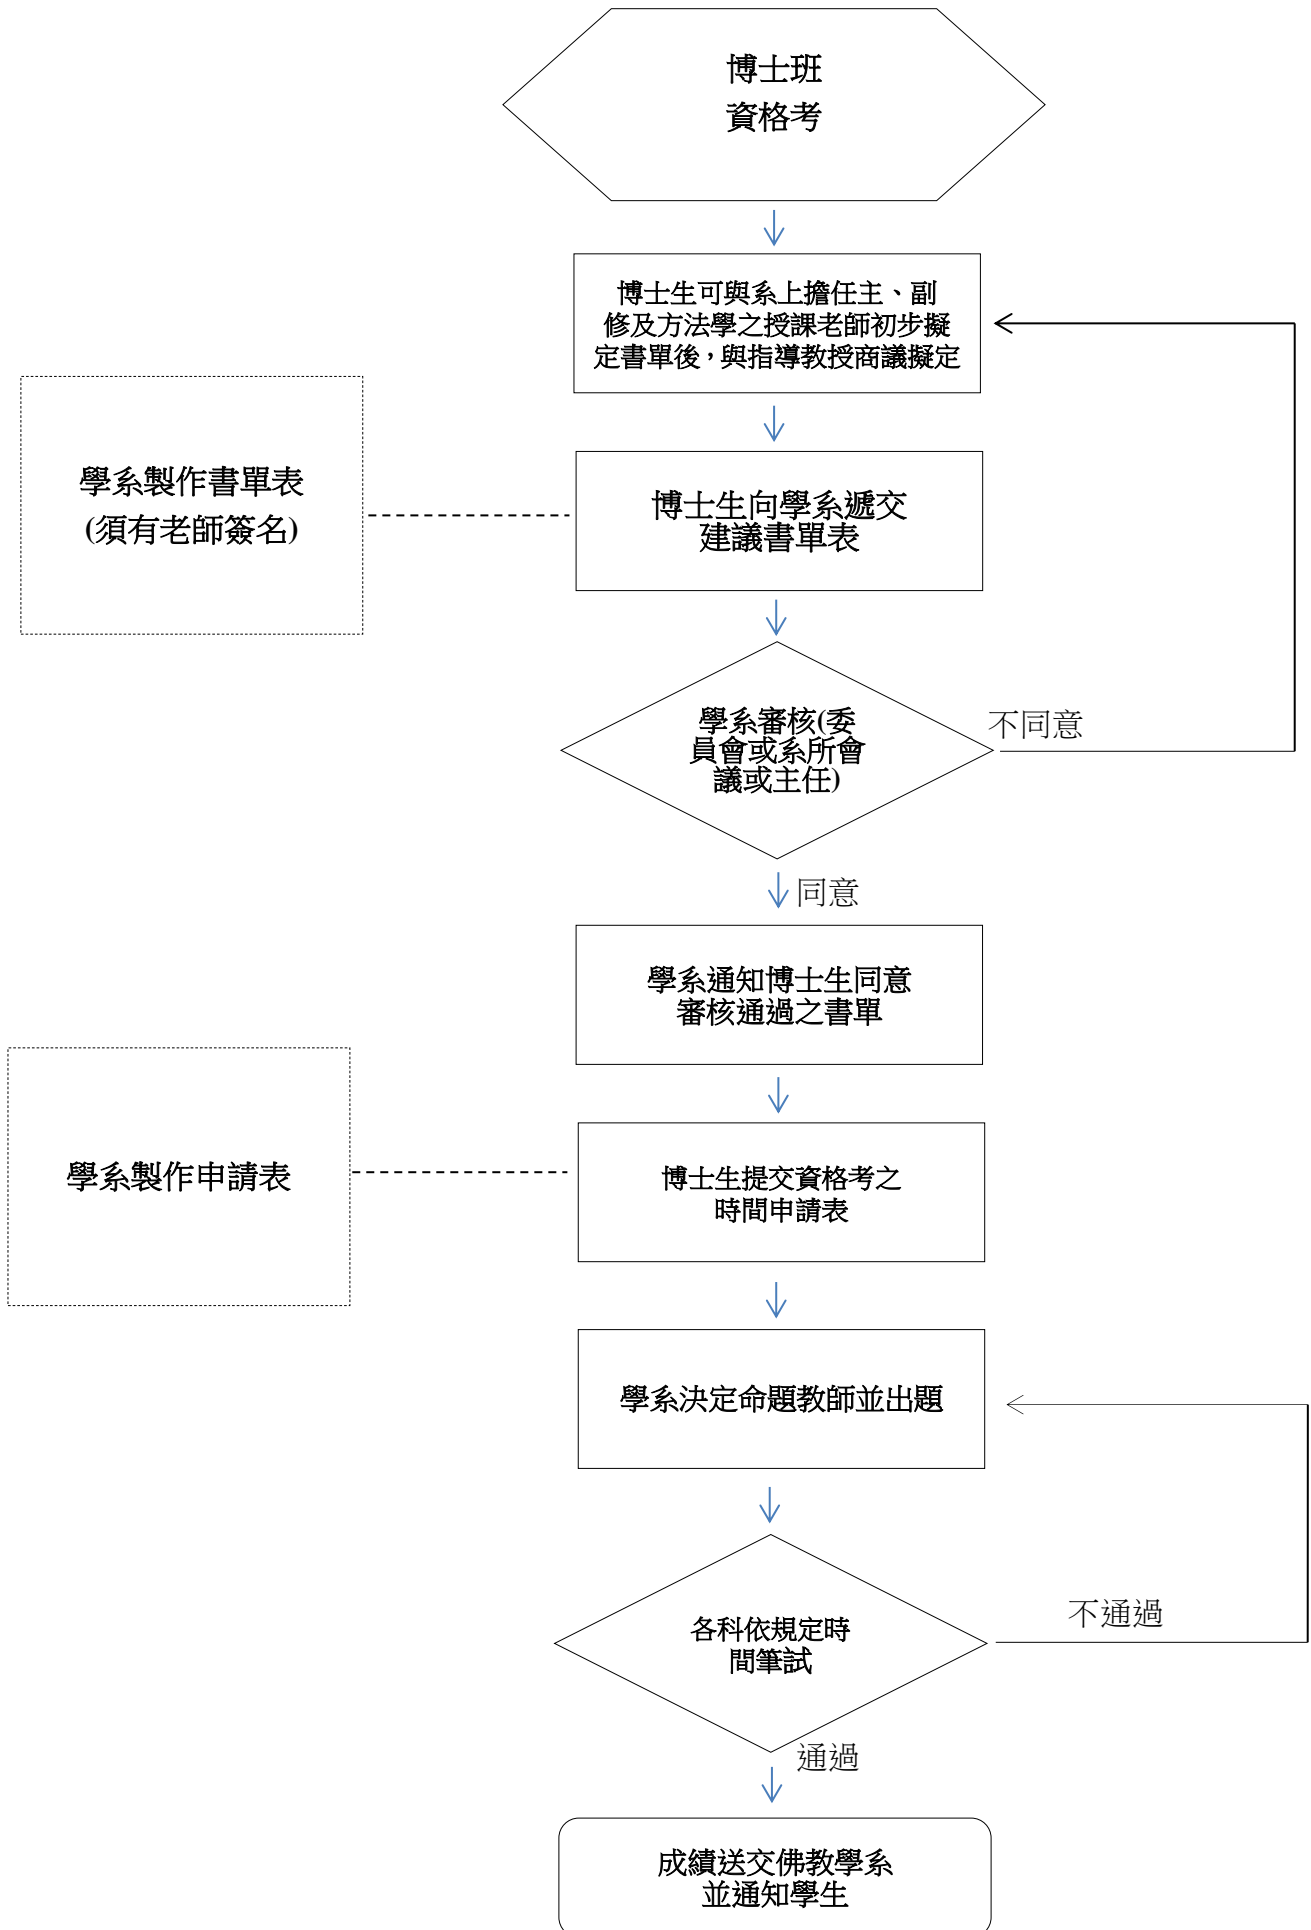 博士班
資格考
博士生可與系上擔任主、副
修及方法學之授課老師初步擬
定書單後，與指導教授商議擬定
學系製作書單表
(須有老師簽名)
博士生向學系遞交
建議書單表
學系審核(委
員會或系所會
議或主任)
不同意
同意
學系通知博士生同意
審核通過之書單
學系製作申請表
博士生提交資格考之
時間申請表
學系決定命題教師並出題
各科依規定時
間筆試
不通過
通過
成績送交佛教學系
並通知學生